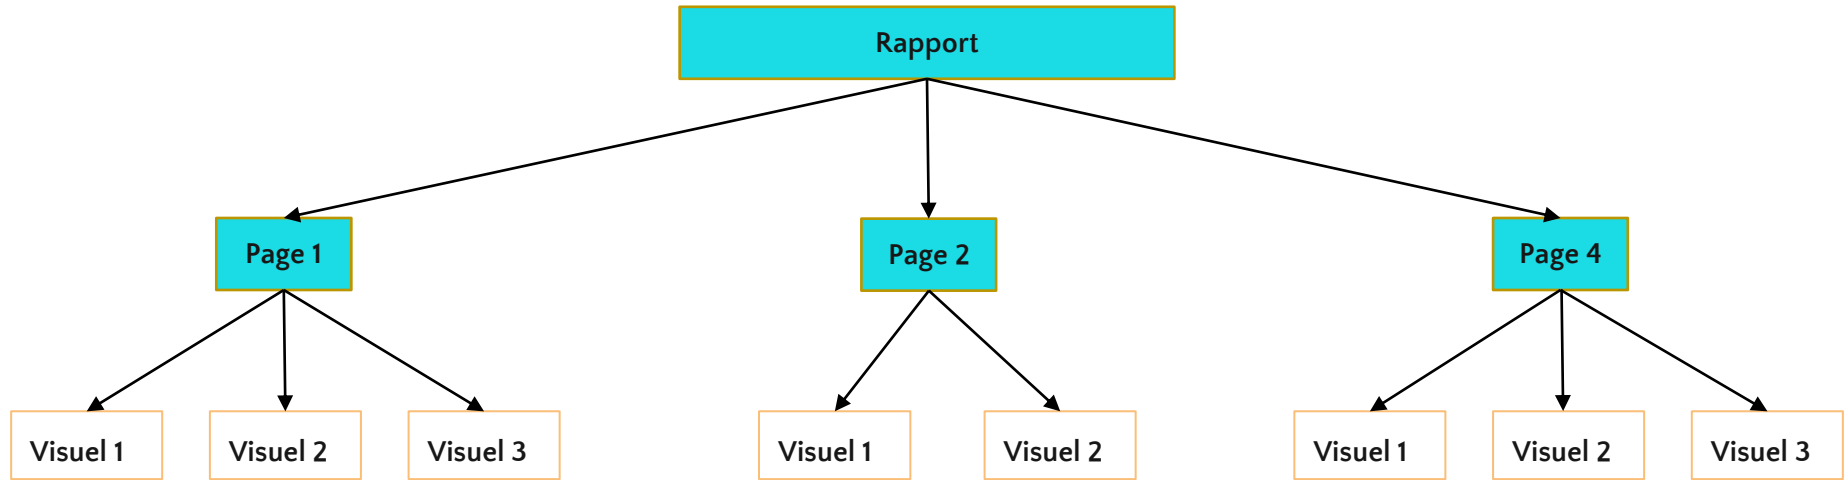 Rapport
Page 1
Page 2
Page 4
Visuel 1
Visuel 2
Visuel 3
Visuel 1
Visuel 2
Visuel 1
Visuel 2
Visuel 3